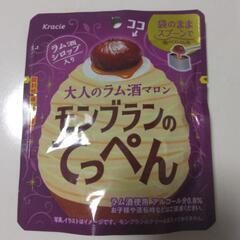 Kracie
ココ
袋のまま
スプーンで
ラム酒
シロップ
入り
大人のラム酒マロン
モンブランの
てっぺん
ラム酒使用 アルコール分0.8%